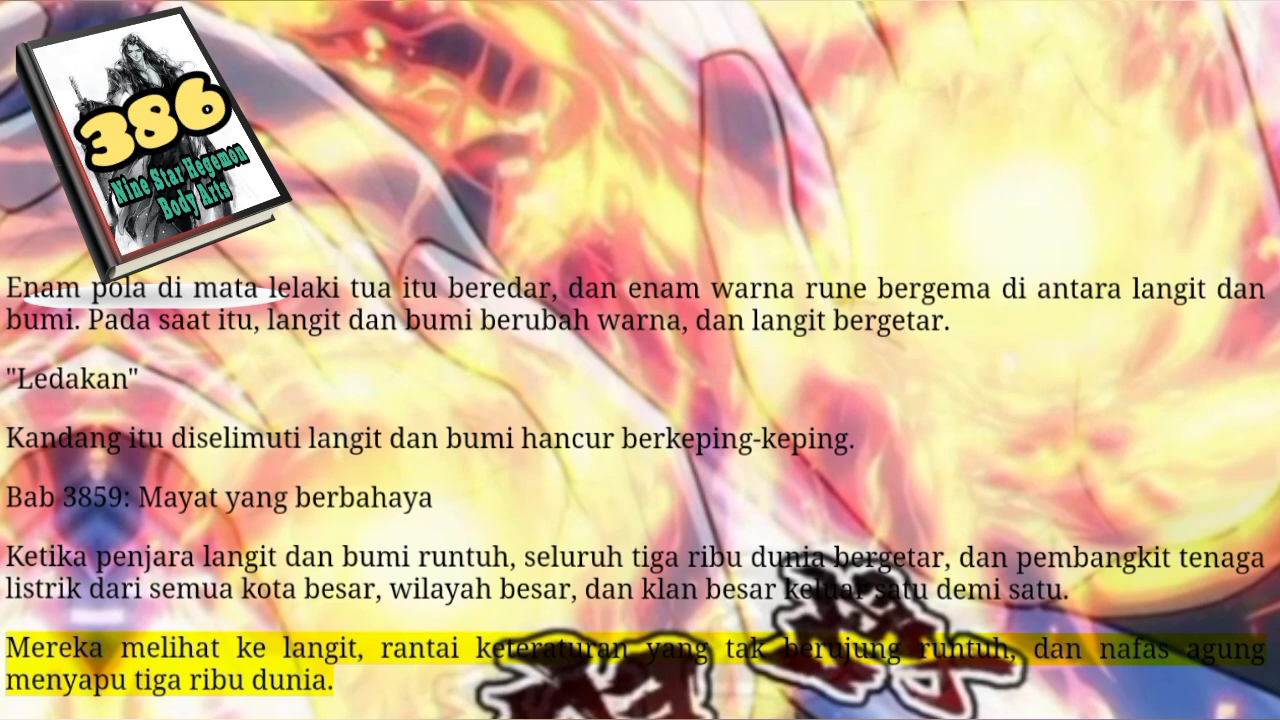 386
Nine Star Hegemon
Body Arts
Enam pola di mata lelaki tua itu beredar, dan enam warna rune bergema di antara langit dan
bumi. Pada saat itu, langit dan bumi berubah warna, dan langit bergetar.
"Ledakan"
Kandang itu diselimuti langit dan bumi hancur berkeping-keping.
Bab 3859: Mayat yang berbahaya
Ketika penjara langit dan bumi runtuh, seluruh tiga ribu dunia bergetar, dan pembangkit tenaga
listrik dari semua kota besar, wilayah besar, dan klan besar keluar satu demi satu.
Mereka melihat ke langit, rantai keteraturan yang tak berujung runtuh, dan nafas agung
menyapu tiga ribu dunia.